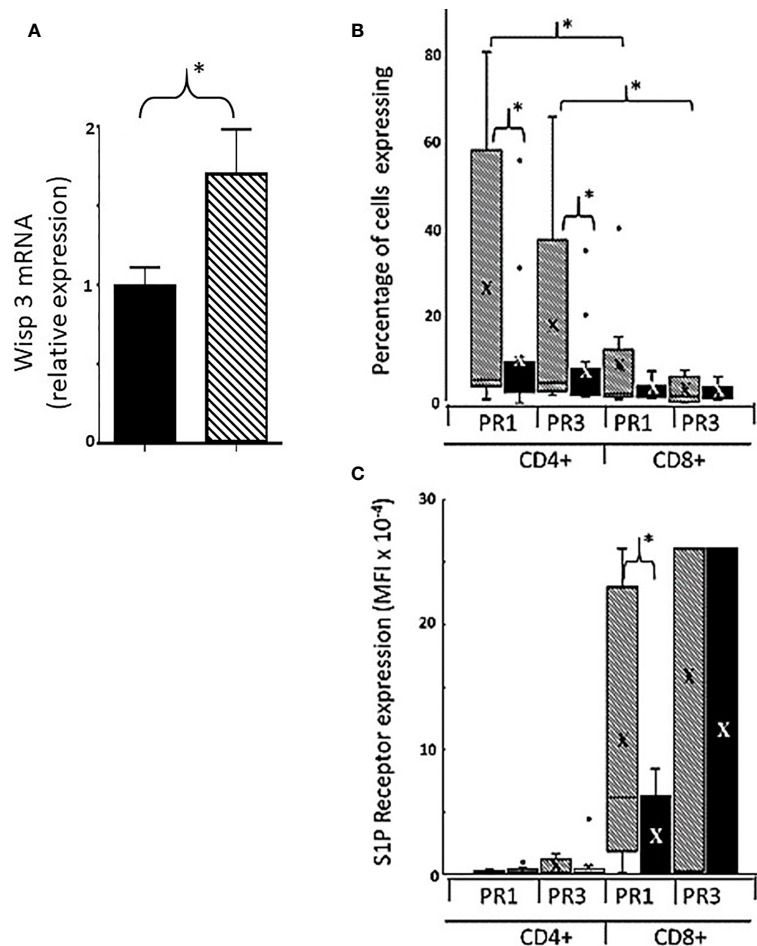 A
*
Wisp 3 mRNA
(relative expression)
2
1
0
B
Percentage of cells expressing
80
60
40
20
0
*
*
*
*
X
X
X
X
X
X
X
X
PR1
PR3
PR1
PR3
CD4+
CD8+
C
S1P Receptor expression (MFI x 10⁻⁴)
30
20
10
0
*
X
X
X
X
X
X
PR1
PR3
PR1
PR3
CD4+
CD8+